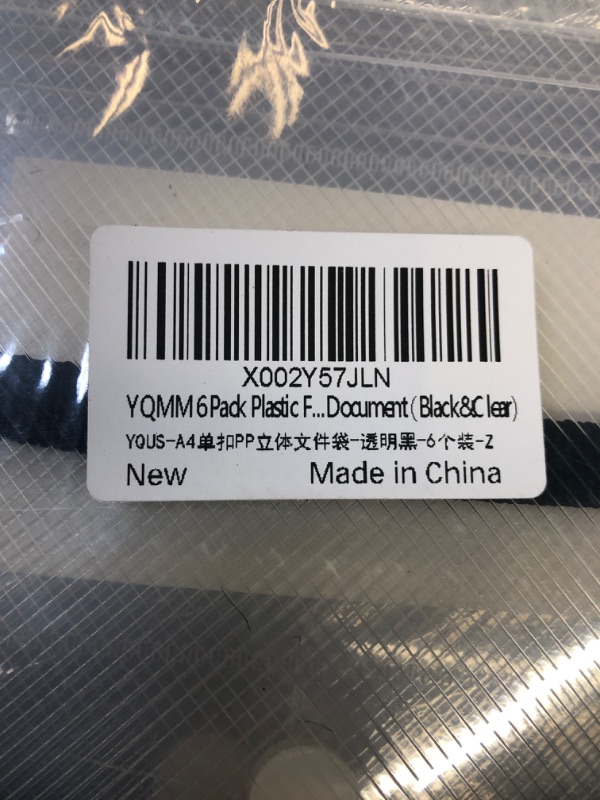 X002Y57JLN
YQMM 6 Pack Plastic F...Document (Black&Clear)
YQUS-A4单扣PP立体文件袋-透明黑-6个装-Z
New Made in China